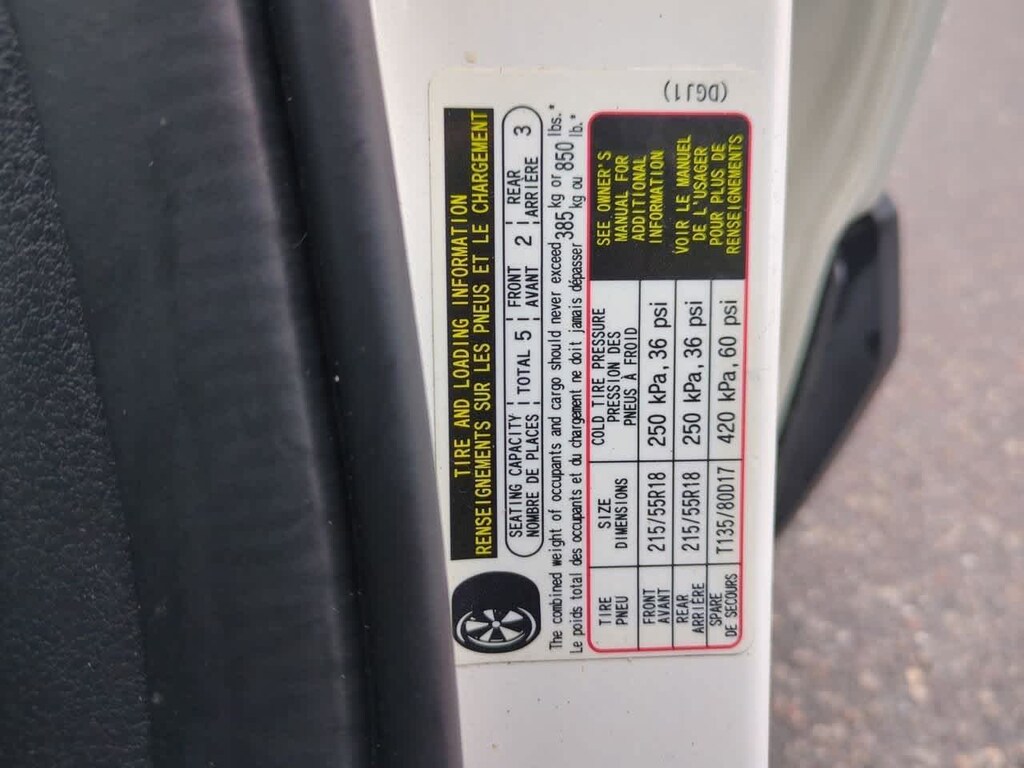 TIRE AND LOADING INFORMATION
RENSEIGNEMENTS SUR LES PNEUS ET LE CHARGEMENT
SEATING CAPACITY TOTAL 5 FRONT 2 REAR 3
NOMBRE DE PLACES AVANT ARRIÈRE
The combined weight of occupants and cargo should never exceed 385 kg or 850 lbs.*
Le poids total des occupants et du chargement ne doit jamais dépasser kg ou lb.*
TIRE SIZE COLD TIRE PRESSURE
PNEU DIMENSIONS PRESSION DES
PNEUS À FROID
FRONT 215/55R18 250 kPa, 36 psi
AVANT
REAR 215/55R18 250 kPa, 36 psi
ARRIÈRE
SPARE T135/80D17 420 kPa, 60 psi
DE SECOURS
SEE OWNER'S
MANUAL FOR
ADDITIONAL
INFORMATION
VOIR LE MANUEL
DE L'USAGER
POUR PLUS DE
RENSEIGNEMENTS
(DGJ1)